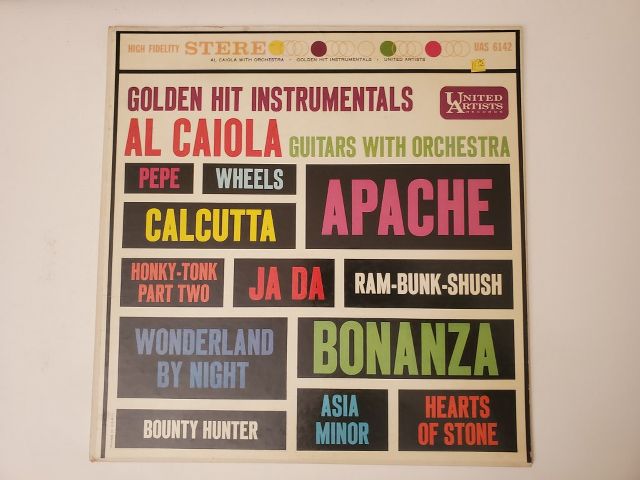 HIGH FIDELITY STEREO UAS 6142
AL CAIOLA WITH ORCHESTRA • GOLDEN HIT INSTRUMENTALS • UNITED ARTISTS
GOLDEN HIT INSTRUMENTALS
UNITED
ARTISTS
RECORDS
AL CAIOLA GUITARS WITH ORCHESTRA
PEPE
WHEELS
APACHE
CALCUTTA
HONKY-TONK
PART TWO
JA DA
RAM-BUNK-SHUSH
WONDERLAND
BY NIGHT
BONANZA
BOUNTY HUNTER
ASIA
MINOR
HEARTS
OF STONE